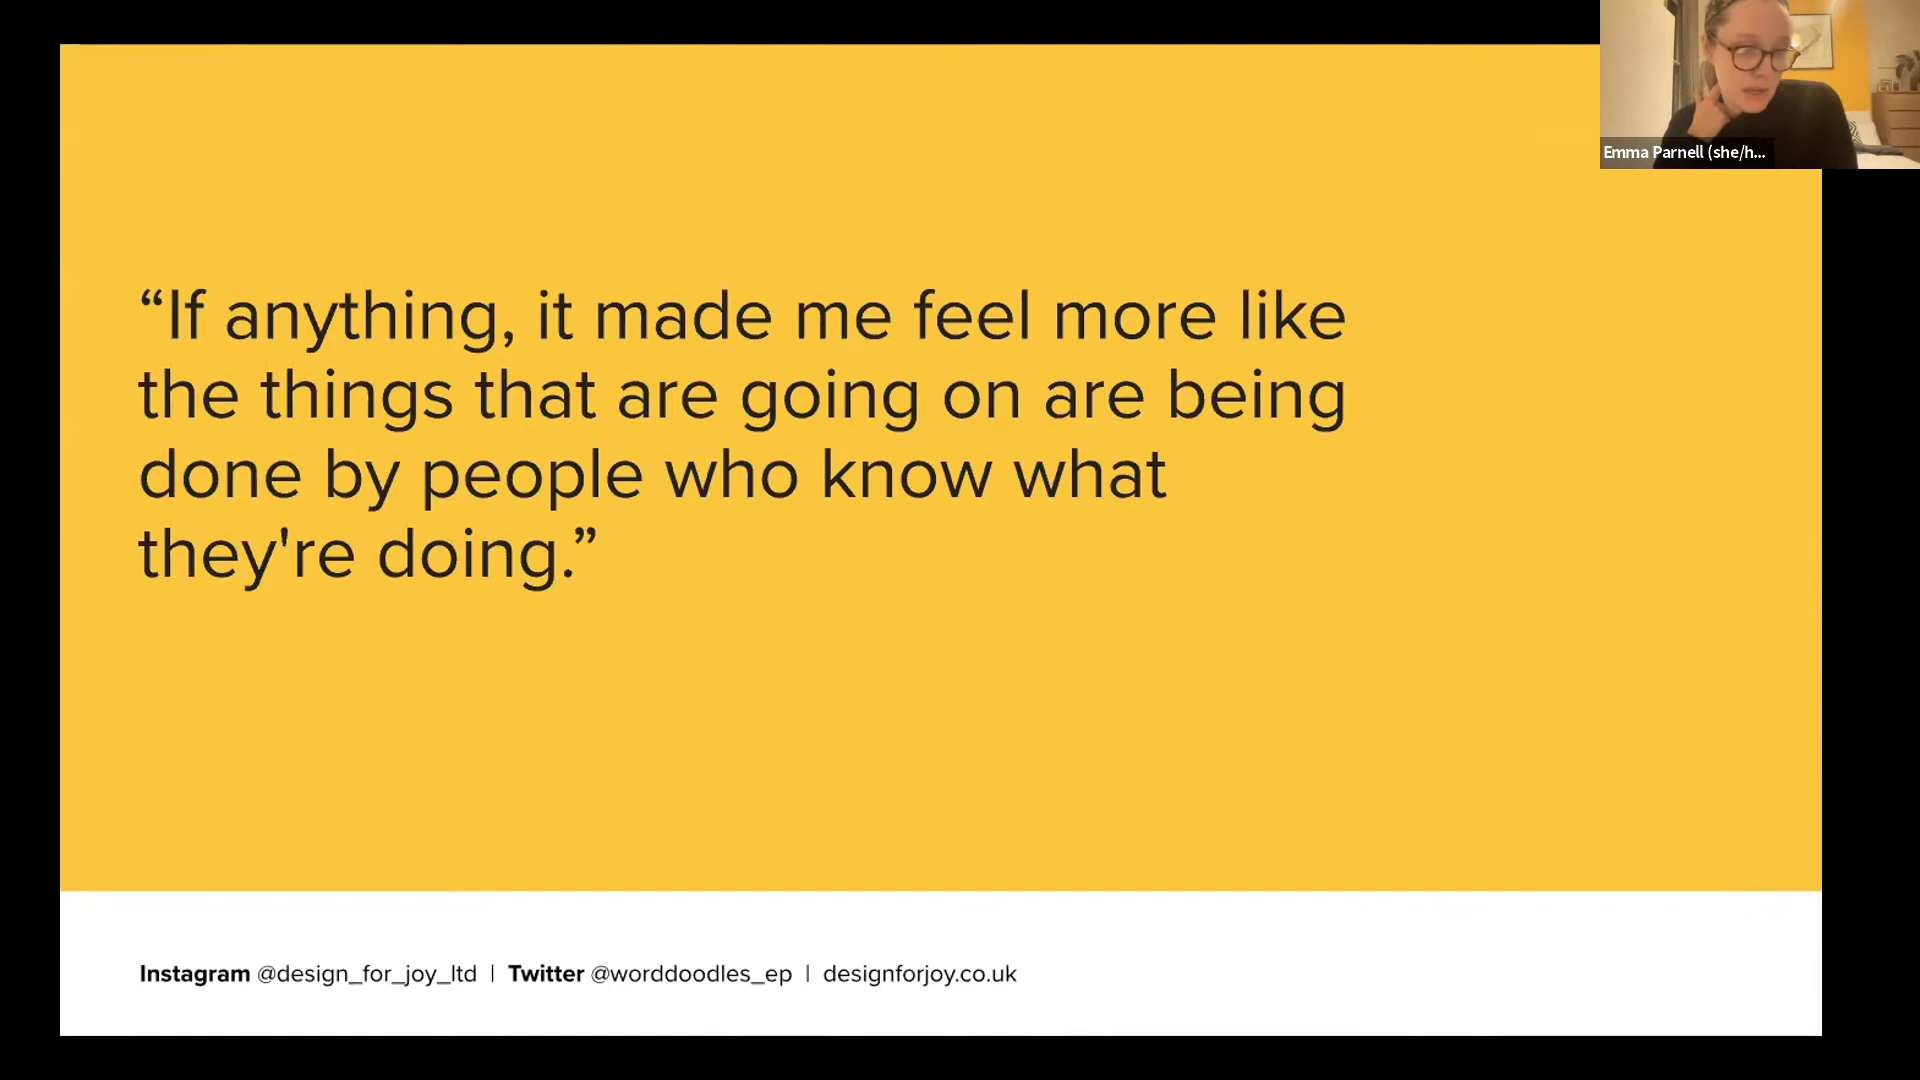 Emma Parnell (she/h...
“If anything, it made me feel more like
the things that are going on are being
done by people who know what
they're doing.”
Instagram @design_for_joy_ltd | Twitter @worddoodles_ep | designforjoy.co.uk